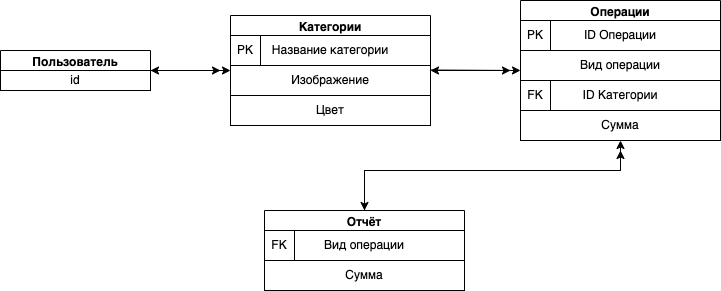 Пользователь
id
Категории
PK Название категории
Изображение
Цвет
Операции
PK ID Операции
Вид операции
FK ID Категории
Сумма
Отчёт
FK Вид операции
Сумма